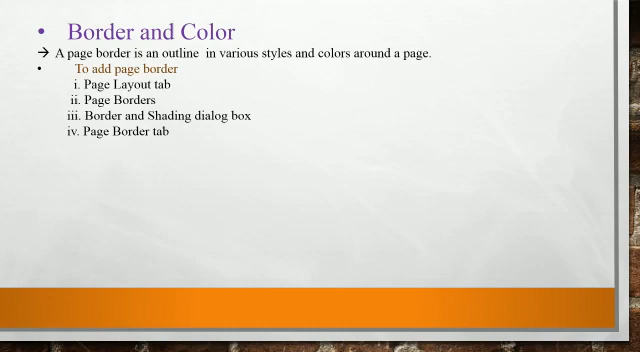 • Border and Color
→ A page border is an outline in various styles and colors around a page.
• To add page border
i. Page Layout tab
ii. Page Borders
iii. Border and Shading dialog box
iv. Page Border tab